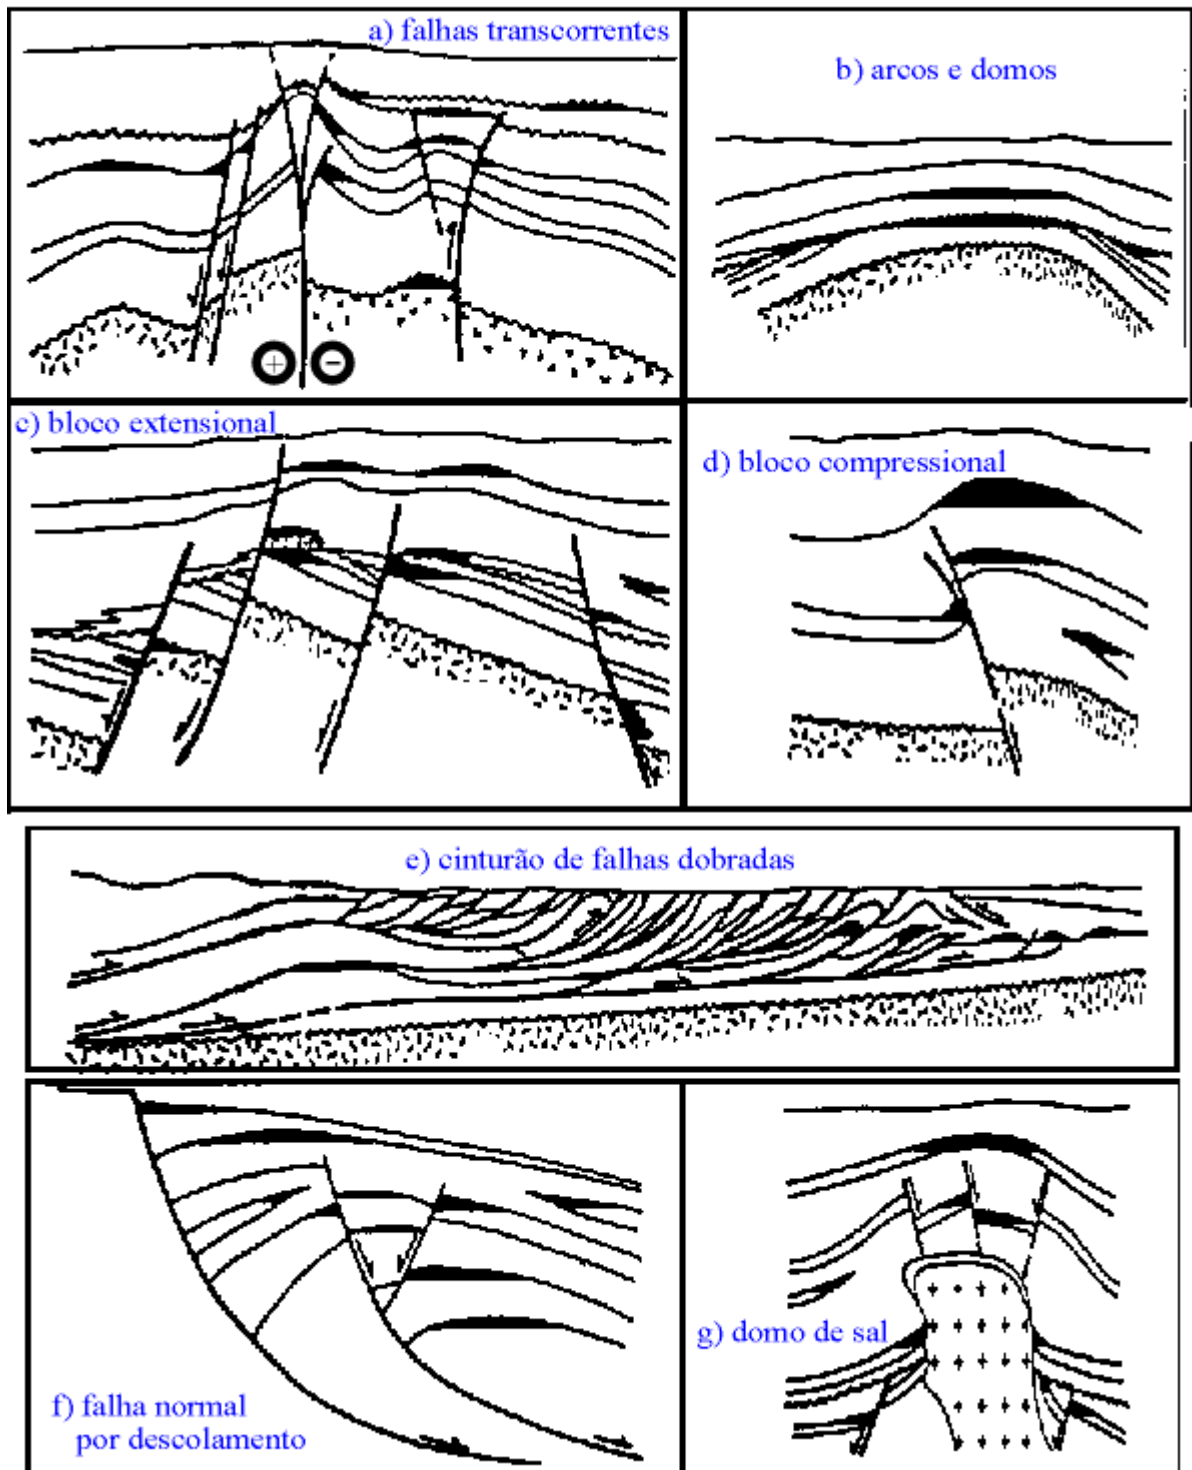 a) falhas transcorrentes
b) arcos e domos
+ −
c) bloco extensional
d) bloco compressional
e) cinturão de falhas dobradas
f) falha normal
por descolamento
g) domo de sal